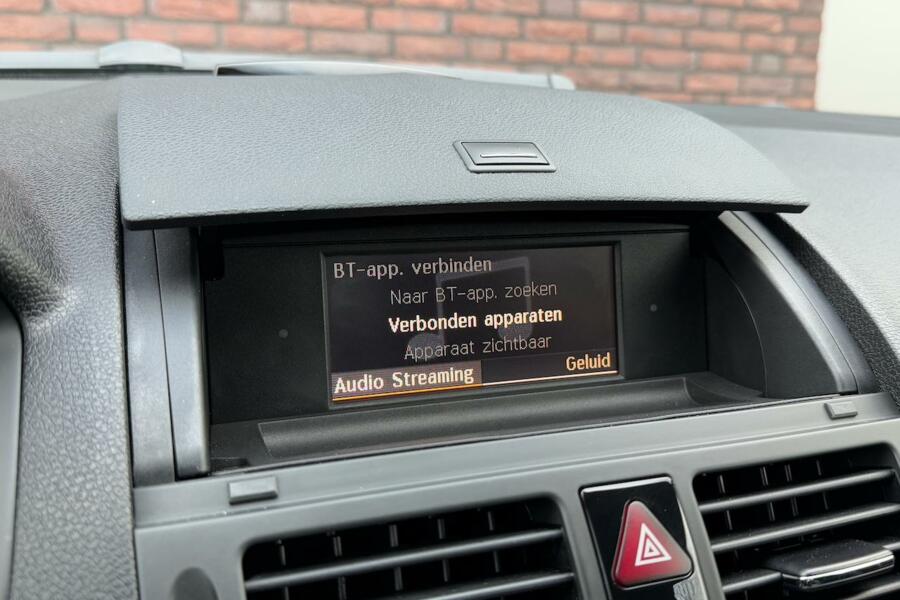 BT-app. verbinden
Naar BT-app. zoeken
Verbonden apparaten
Apparaat zichtbaar
Audio Streaming
Geluid